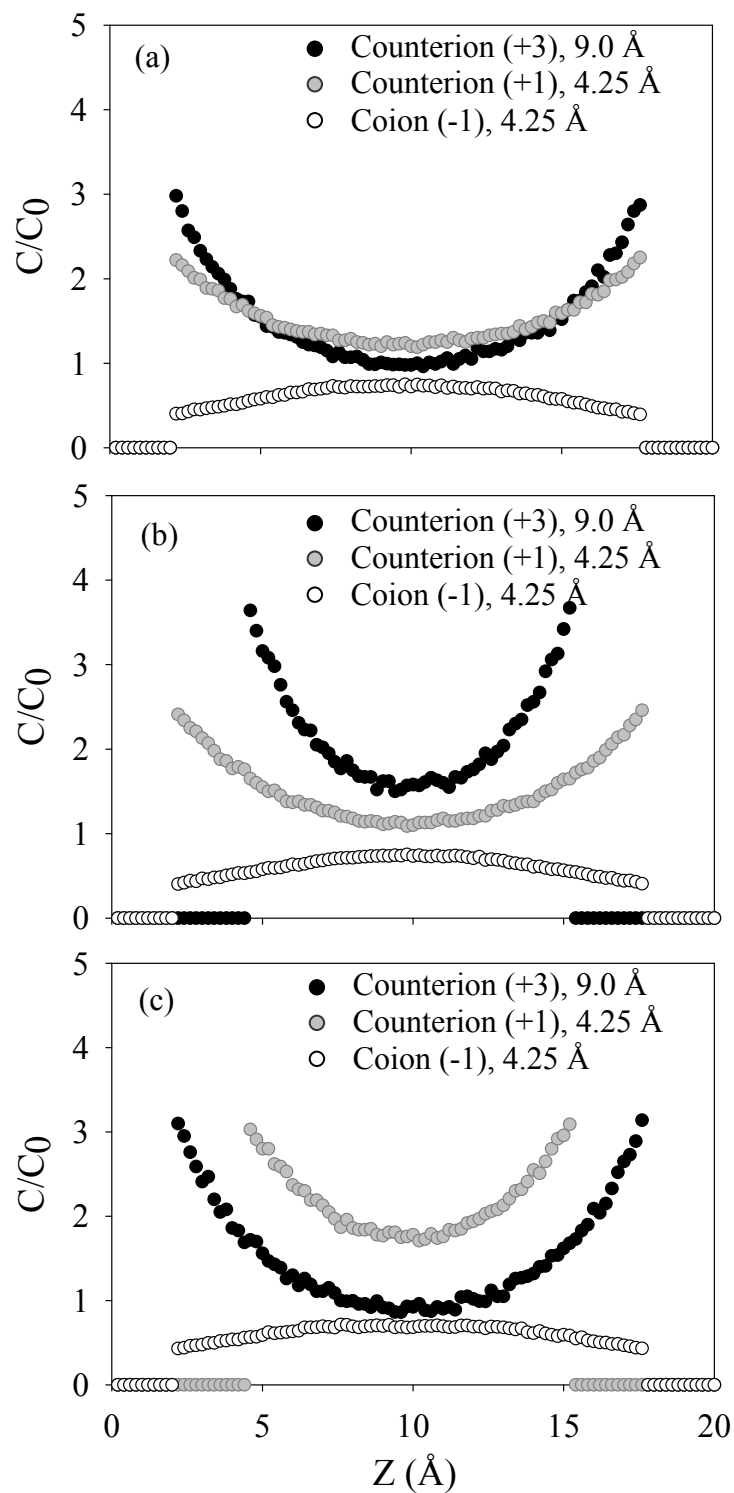 5
(a)
Counterion (+3), 9.0 Å
Counterion (+1), 4.25 Å
Coion (-1), 4.25 Å
4
3
C/C0
2
1
0
5
(b)
Counterion (+3), 9.0 Å
Counterion (+1), 4.25 Å
Coion (-1), 4.25 Å
4
3
C/C0
2
1
0
5
(c)
Counterion (+3), 9.0 Å
Counterion (+1), 4.25 Å
Coion (-1), 4.25 Å
4
3
C/C0
2
1
0
0 5 10 15 20
Z (Å)